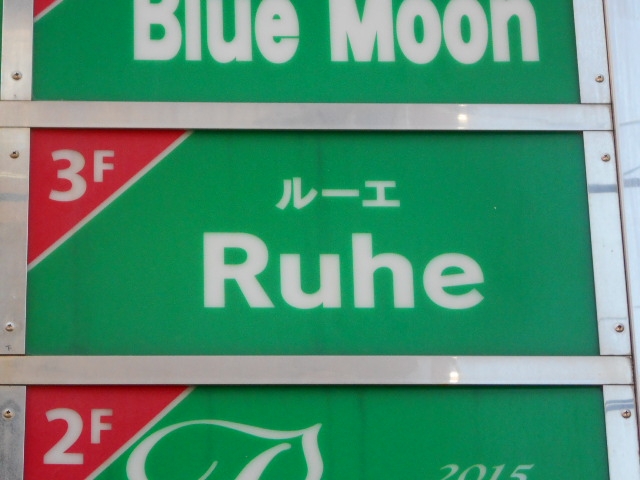 Blue Moon
3F
ルーエ
Ruhe
2F
2015